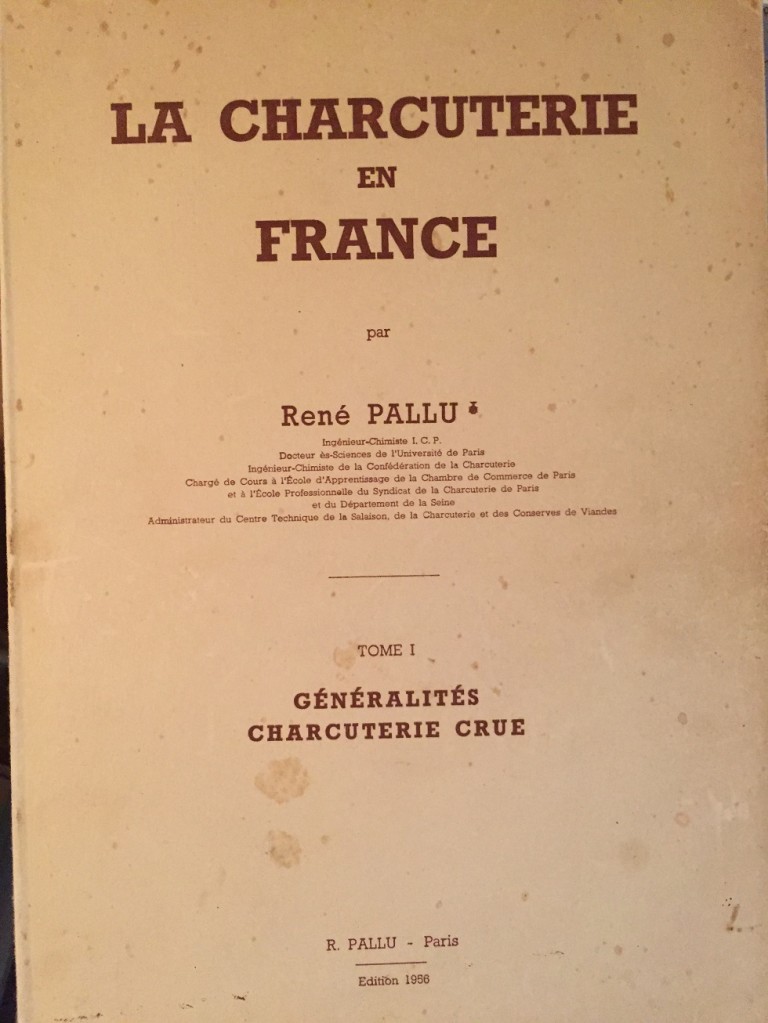 LA CHARCUTERIE
EN
FRANCE
par
René PALLU
Ingénieur-Chimiste I. C. P.
Docteur ès-Sciences de l'Université de Paris
Ingénieur-Chimiste de la Confédération de la Charcuterie
Chargé de Cours à l'École d'Apprentissage de la Chambre de Commerce de Paris
et à l'École Professionnelle du Syndicat de la Charcuterie de Paris
et du Département de la Seine
Administrateur du Centre Technique de la Salaison, de la Charcuterie et des Conserves de Viandes
TOME I
GÉNÉRALITÉS
CHARCUTERIE CRUE
R. PALLU - Paris
Edition 1956